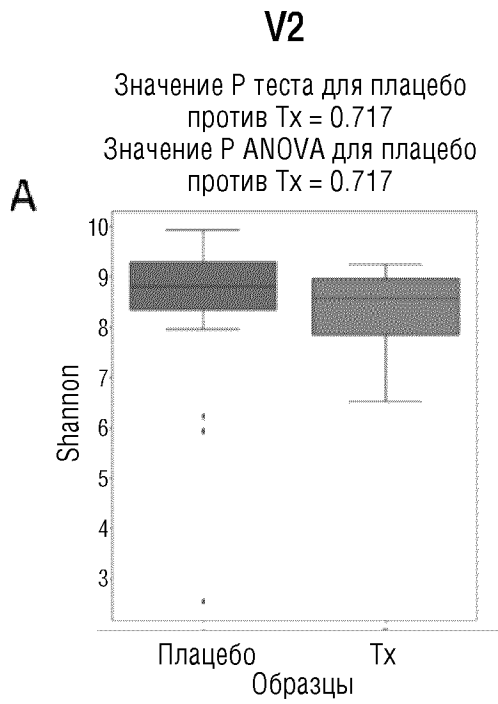 V2
Значение P теста для плацебо
против Tx = 0.717
Значение P ANOVA для плацебо
против Tx = 0.717
A
10
9
8
7
6
5
4
3
Shannon
Плацебо Tx
Образцы